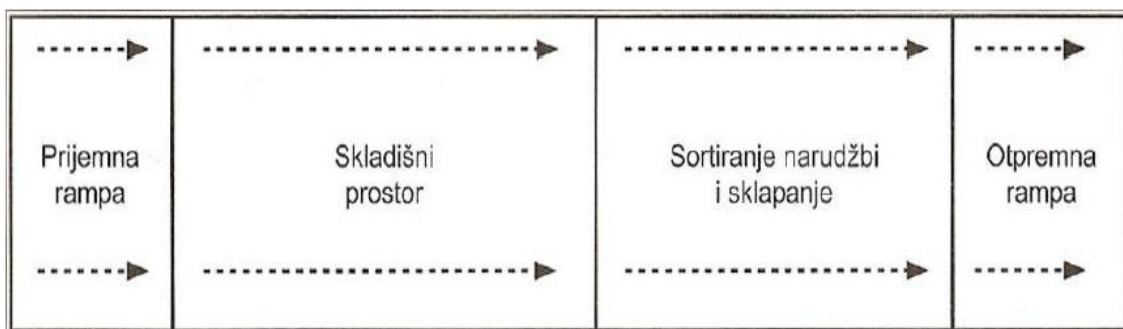 Prijemna
rampa
Skladišni
prostor
Sortiranje narudžbi
i sklapanje
Otpremna
rampa